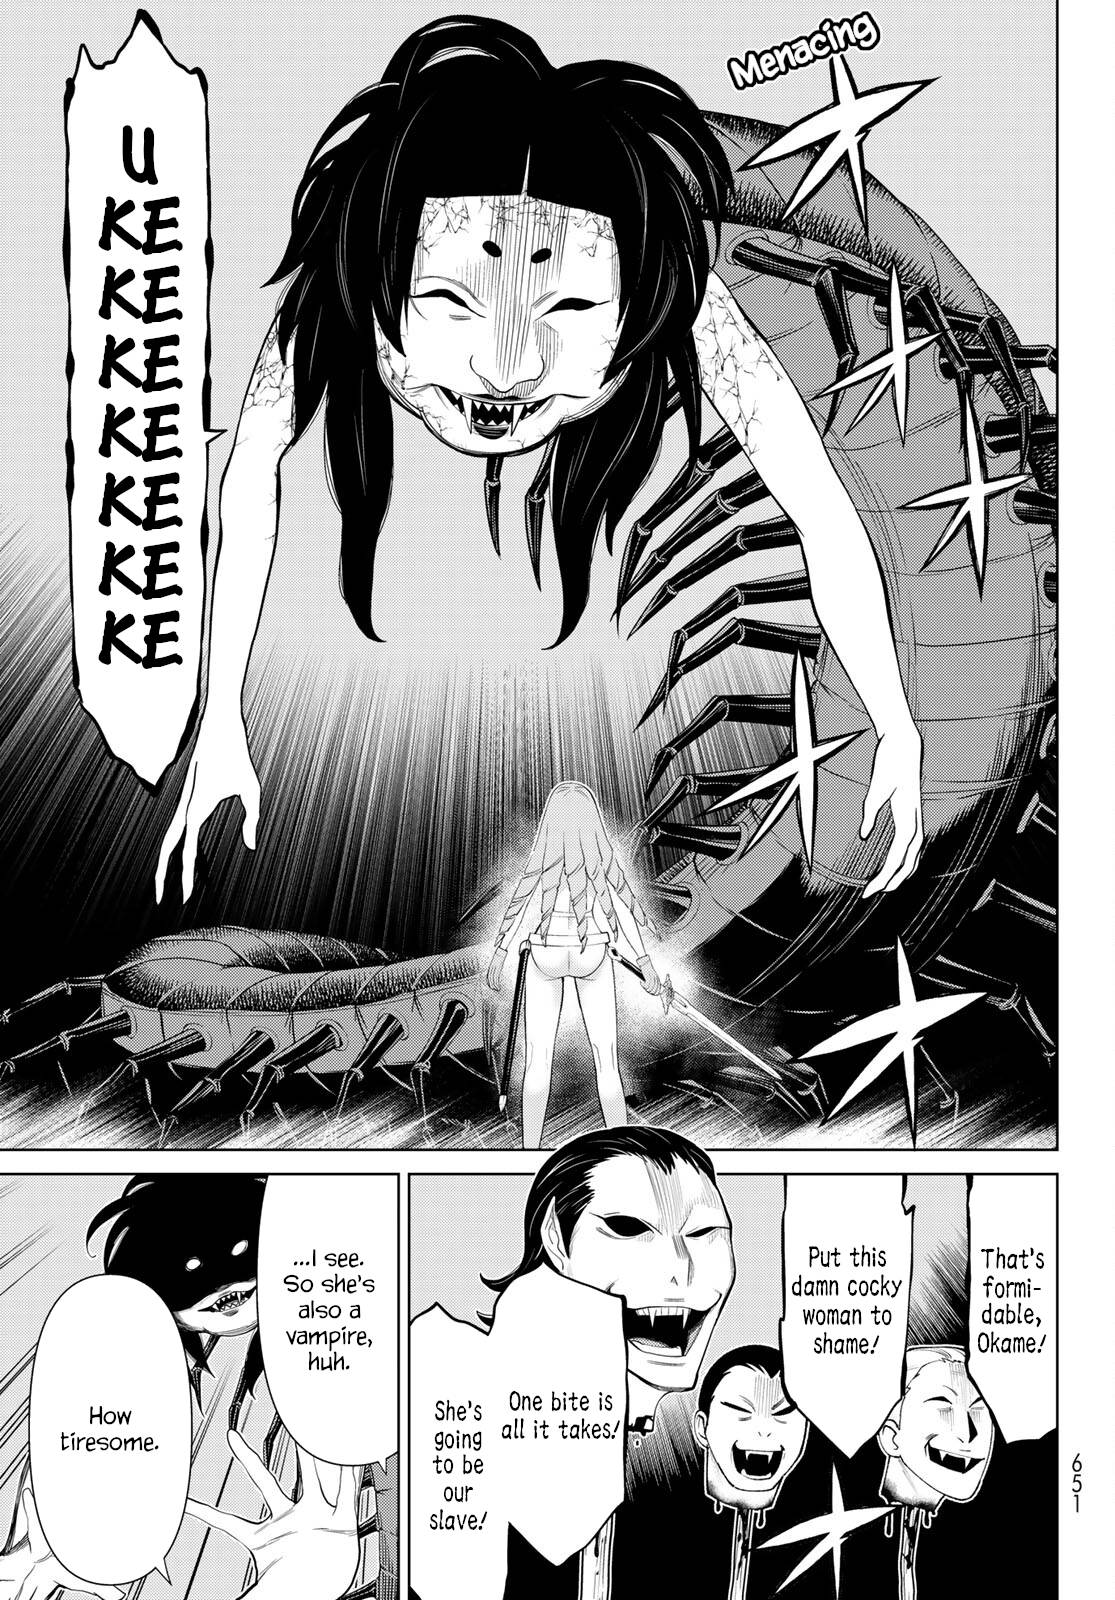 Menacing
U
KE
KE
KE
KE
KE
KE
KE
That's
formi-
dable,
Okame!
Put this
damn cocky
woman to
shame!
One bite is
all it takes!
She's
going to
be our
slave!
...I see.
So she's
also a
vampire,
huh.
How
tiresome.
651